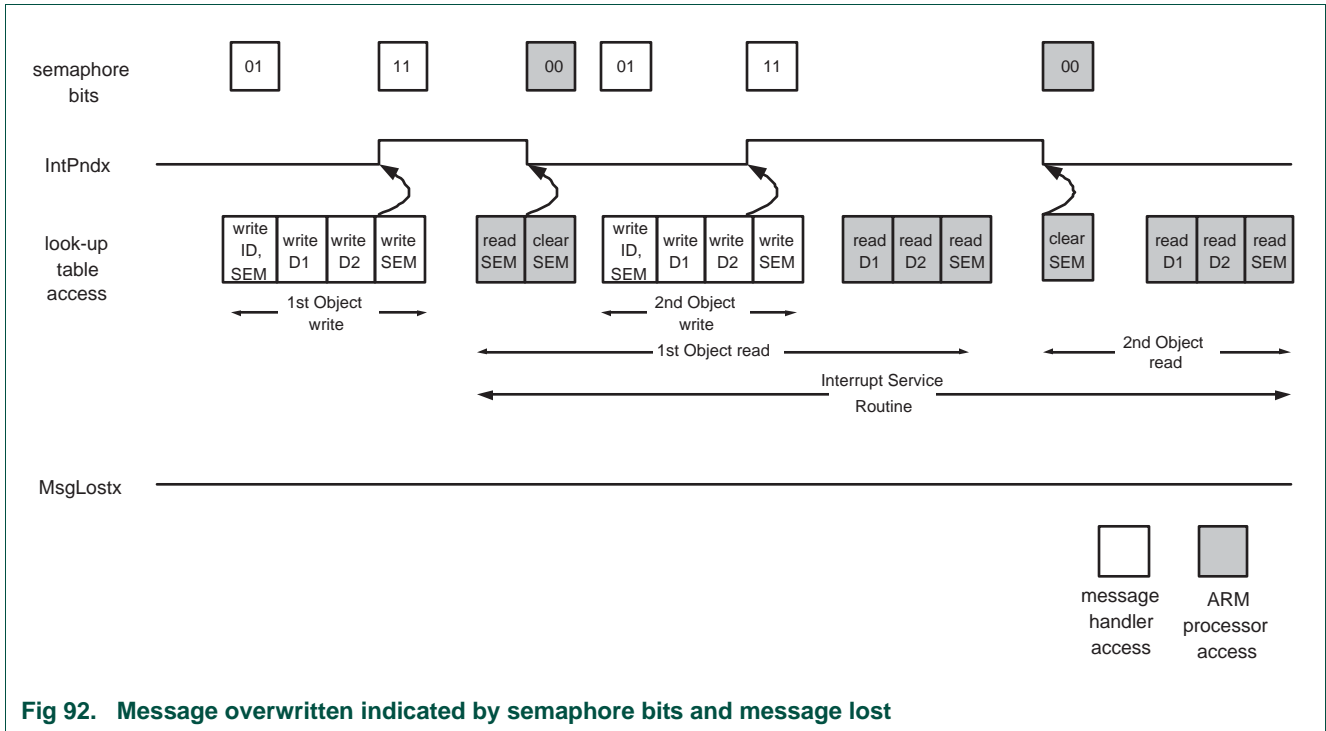 semaphore
bits
01
11
00
01
11
00
IntPndx
look-up
table
access
write
ID,
SEM
write
D1
write
D2
write
SEM
read
SEM
clear
SEM
write
ID,
SEM
write
D1
write
D2
write
SEM
read
D1
read
D2
read
SEM
clear
SEM
read
D1
read
D2
read
SEM
1st Object
write
2nd Object
write
1st Object read
2nd Object
read
Interrupt Service
Routine
MsgLostx
message
handler
access
ARM
processor
access
Fig 92. Message overwritten indicated by semaphore bits and message lost